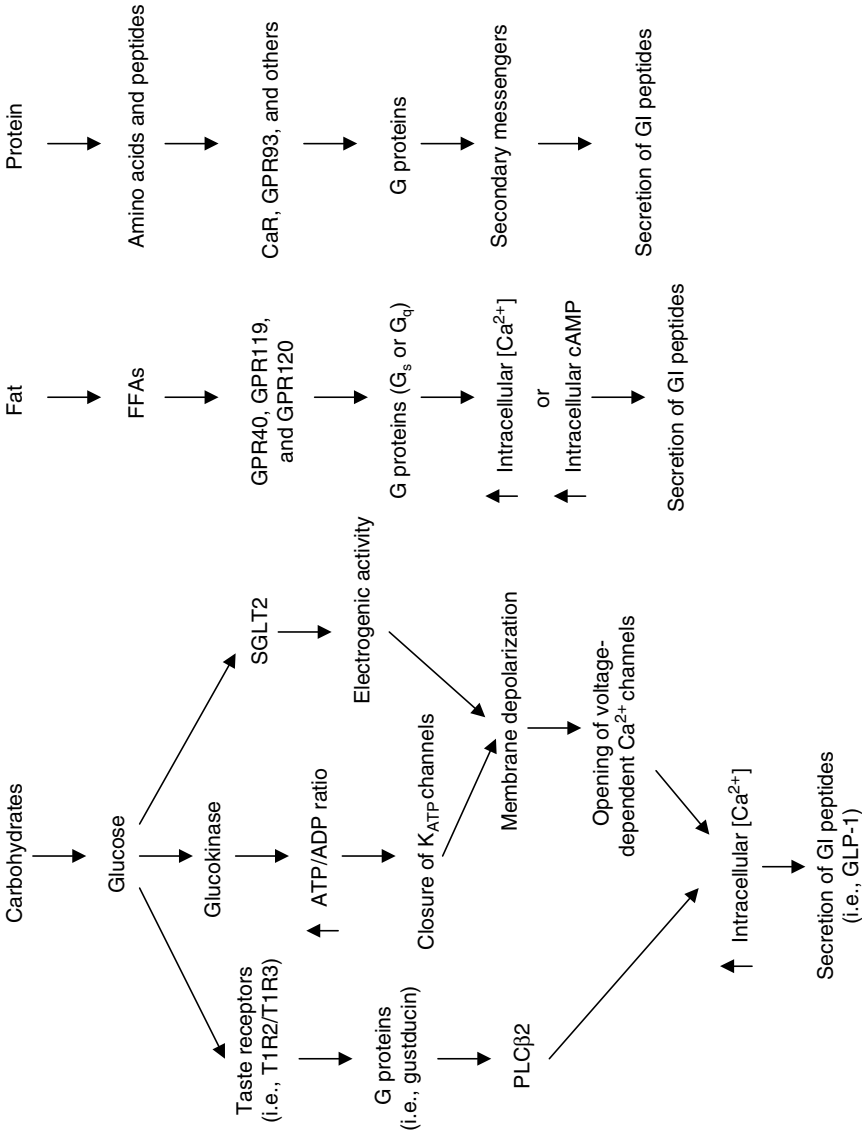 Carbohydrates
Glucose
Taste receptors
(i.e., T1R2/T1R3)
G proteins
(i.e., gustducin)
PLCβ2
Glucokinase
ATP/ADP ratio
Closure of K_ATP channels
SGLT2
Electrogenic activity
Membrane depolarization
Opening of voltage-
dependent Ca²⁺ channels
Intracellular [Ca²⁺]
Secretion of GI peptides
(i.e., GLP-1)
Fat
FFAs
GPR40, GPR119,
and GPR120
G proteins (Gₛ or G_q)
Intracellular [Ca²⁺]
or
Intracellular cAMP
Secretion of GI peptides
Protein
Amino acids and peptides
CaR, GPR93, and others
G proteins
Secondary messengers
Secretion of GI peptides